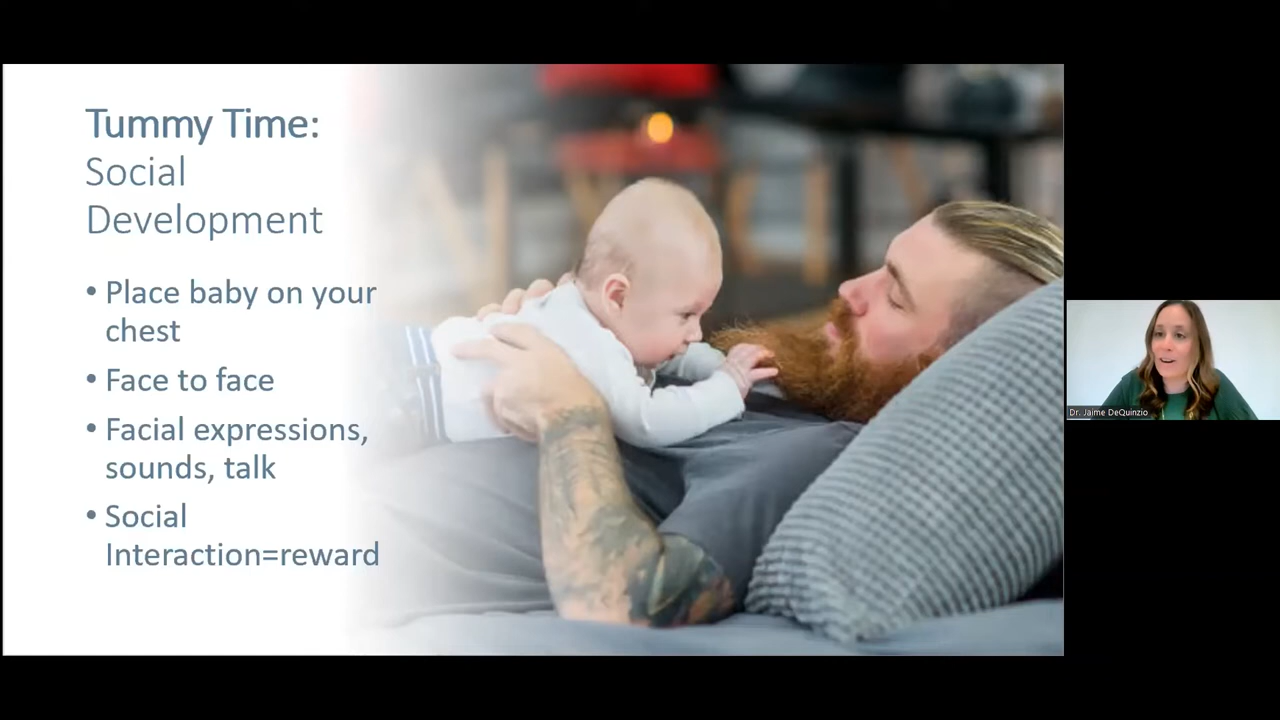 Tummy Time:
Social
Development
• Place baby on your
chest
• Face to face
• Facial expressions,
sounds, talk
• Social
Interaction=reward
Dr. Jaime DeQuinzio